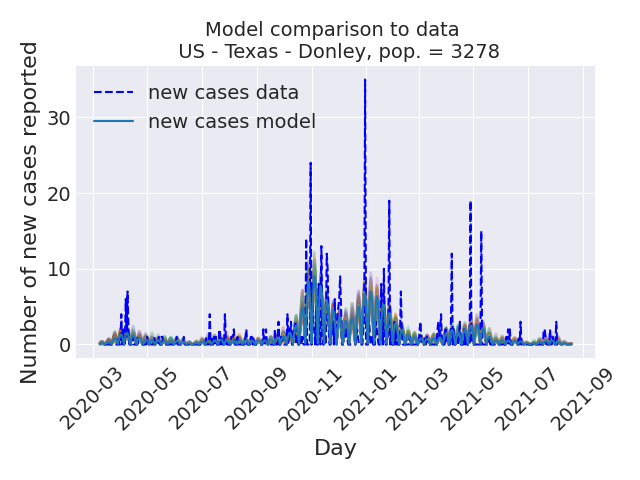 Model comparison to data
US - Texas - Donley, pop. = 3278
Number of new cases reported
30
20
10
0
new cases data
new cases model
2020-03
2020-05
2020-07
2020-09
2020-11
2021-01
2021-03
2021-05
2021-07
2021-09
Day